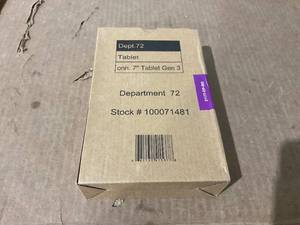 Dept.72
Tablet
onn. 7" Tablet Gen 3
Department 72
Stock # 100071481